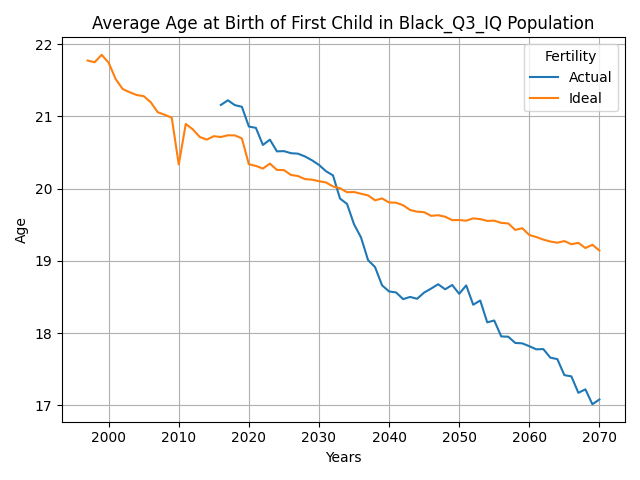 Average Age at Birth of First Child in Black_Q3_IQ Population
22
21
20
19
18
17
Age
Fertility
Actual
Ideal
2000 2010 2020 2030 2040 2050 2060 2070
Years